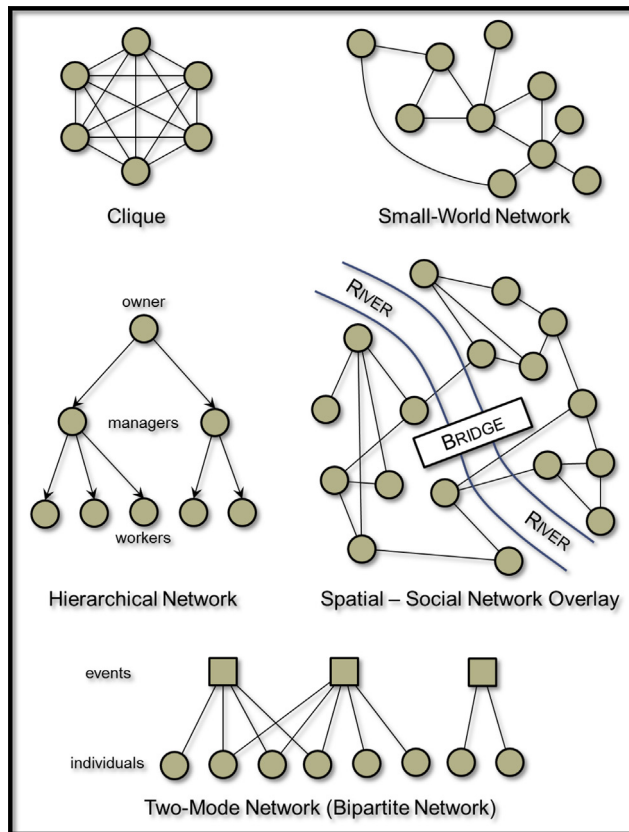 Clique
Small-World Network
owner
managers
workers
Hierarchical Network
RIVER
BRIDGE
RIVER
Spatial – Social Network Overlay
events
individuals
Two-Mode Network (Bipartite Network)